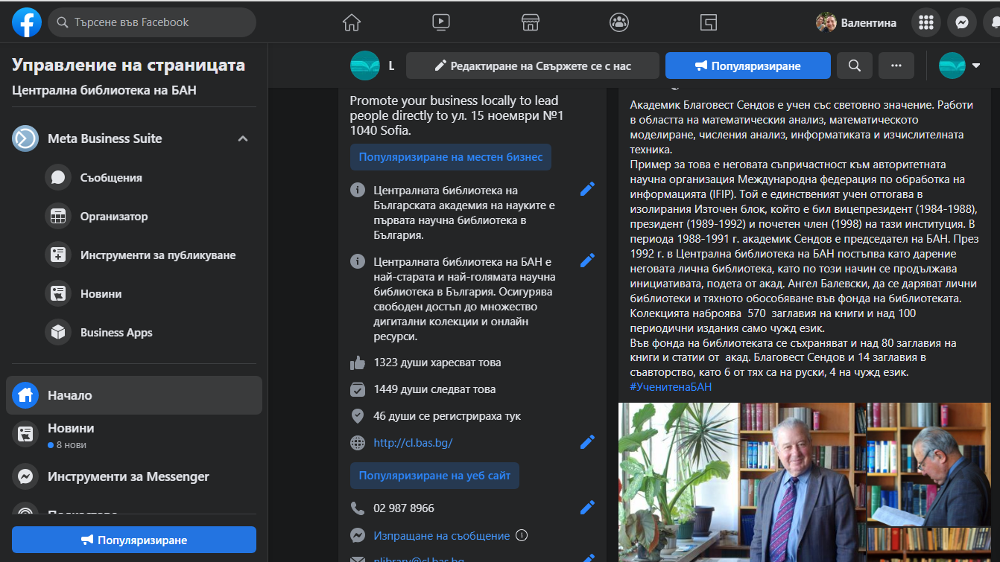 Търсене във Facebook
Валентина
Управление на страницата
Централна библиотека на БАН
Meta Business Suite
Съобщения
Организатор
Инструменти за публикуване
Новини
Business Apps
Начало
Новини
8 нови
Инструменти за Messenger
Популяризиране
L
Редактиране на Свържете се с нас
Популяризиране
Promote your business locally to lead
people directly to ул. 15 ноември №1
1040 Sofia.
Популяризиране на местен бизнес
Централната библиотека на
Българската академия на науките е
първата научна библиотека в
България.
Централната библиотека на БАН е
най-старата и най-голямата научна
библиотека в България. Осигурява
свободен достъп до множество
дигитални колекции и онлайн
ресурси.
1323 души харесват това
1449 души следват това
46 души се регистрираха тук
http://cl.bas.bg/
Популяризиране на уеб сайт
02 987 8966
Изпращане на съобщение
nlibrary@cl.bas.bg
Академик Благовест Сендов е учен със световно значение. Работи
в областта на математическия анализ, математическото
моделиране, числения анализ, информатиката и изчислителната
техника.
Пример за това е неговата съпричастност към авторитетната
научна организация Международна федерация по обработка на
информацията (IFIP). Той е единственият учен оттогава в
изолирания Източен блок, който е бил вицепрезидент (1984-1988),
президент (1989-1992) и почетен член (1998) на тази институция. В
периода 1988-1991 г. академик Сендов е председател на БАН. През
1992 г. в Централна библиотека на БАН постъпва като дарение
неговата лична библиотека, като по този начин се продължава
инициативата, подета от акад. Ангел Балевски, да се даряват лични
библиотеки и тяхното обособяване във фонда на библиотеката.
Колекцията наброява 570 заглавия на книги и над 100
периодични издания само чужд език.
Във фонда на библиотеката се съхраняват и над 80 заглавия на
книги и статии от акад. Благовест Сендов и 14 заглавия в
съавторство, като 6 от тях са на руски, 4 на чужд език.
#УченитенаБАН